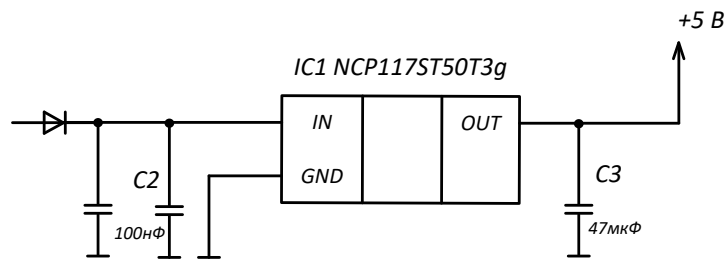 +5 В
IC1 NCP117ST50T3g
IN
OUT
GND
C2
C3
100нФ
47мкФ